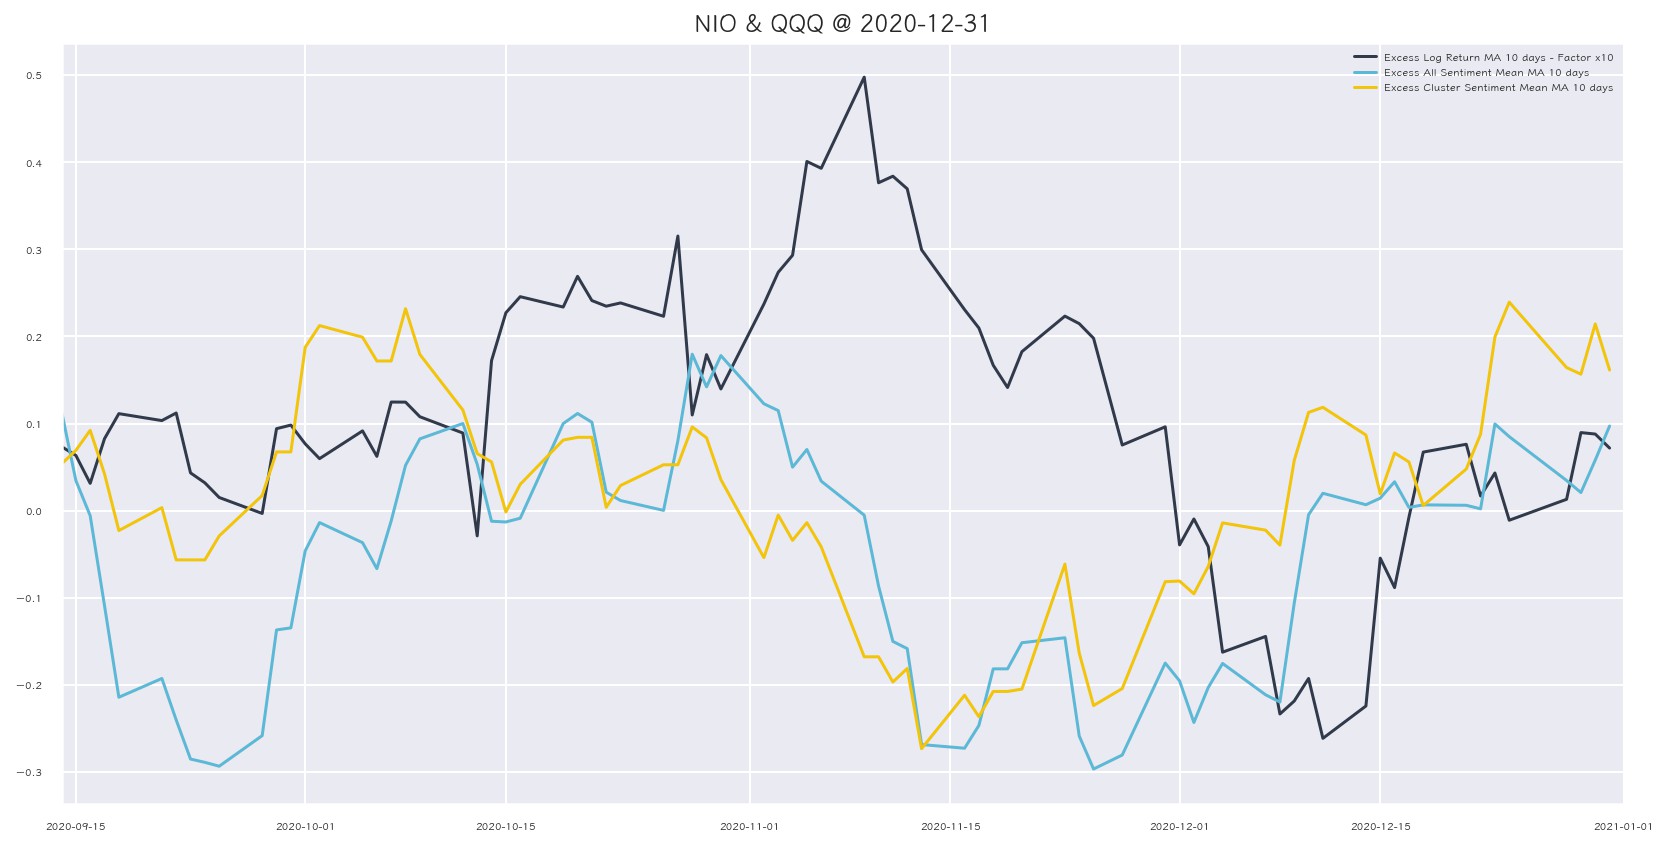 NIO & QQQ @ 2020-12-31
Excess Log Return MA 10 days - Factor x10
Excess All Sentiment Mean MA 10 days
Excess Cluster Sentiment Mean MA 10 days
0.5
0.4
0.3
0.2
0.1
0.0
−0.1
−0.2
−0.3
2020-09-15 2020-10-01 2020-10-15 2020-11-01 2020-11-15 2020-12-01 2020-12-15 2021-01-01